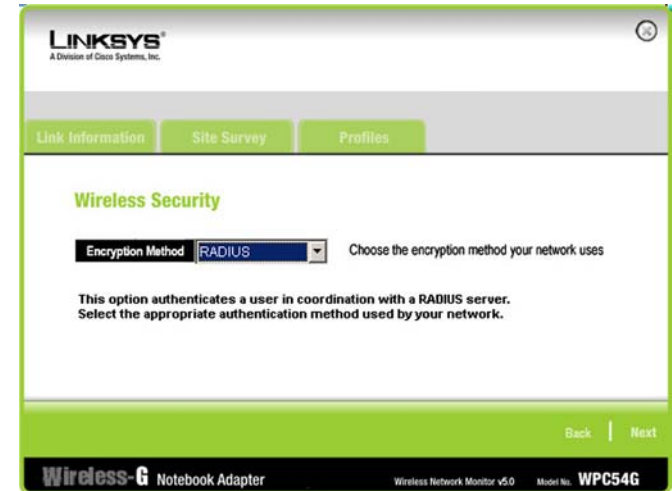 LINKSYS®
A Division of Cisco Systems, Inc.
Link Information Site Survey Profiles
Wireless Security
Encryption Method RADIUS Choose the encryption method your network uses
This option authenticates a user in coordination with a RADIUS server.
Select the appropriate authentication method used by your network.
Back | Next
Wireless-G Notebook Adapter Wireless Network Monitor v5.0 Model No. WPC54G